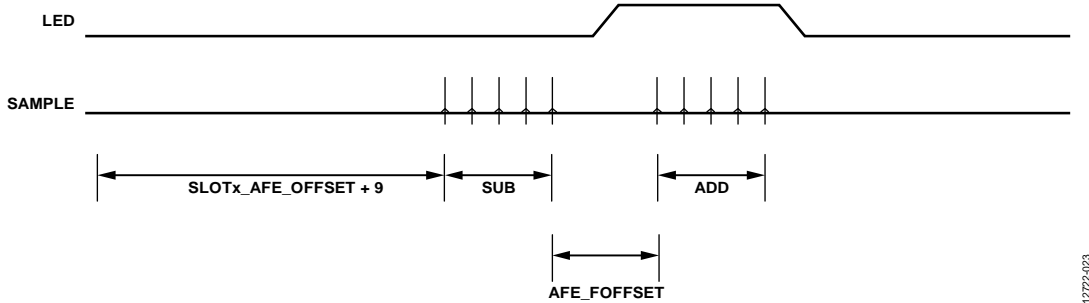 LED
SAMPLE
SLOTx_AFE_OFFSET + 9
SUB
ADD
AFE_FOFFSET
12722-023